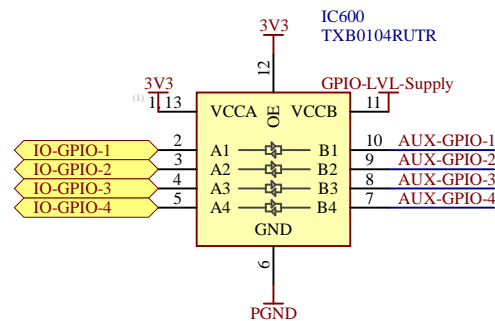 IC600
TXB0104RUTR
3V3
12
3V3
GPIO-LVL-Supply
(1)
1, 13
11
VCCA
OE
VCCB
IO-GPIO-1
2
A1
B1
10
AUX-GPIO-1
IO-GPIO-2
3
A2
B2
9
AUX-GPIO-2
IO-GPIO-3
4
A3
B3
8
AUX-GPIO-3
IO-GPIO-4
5
A4
B4
7
AUX-GPIO-4
GND
6
PGND